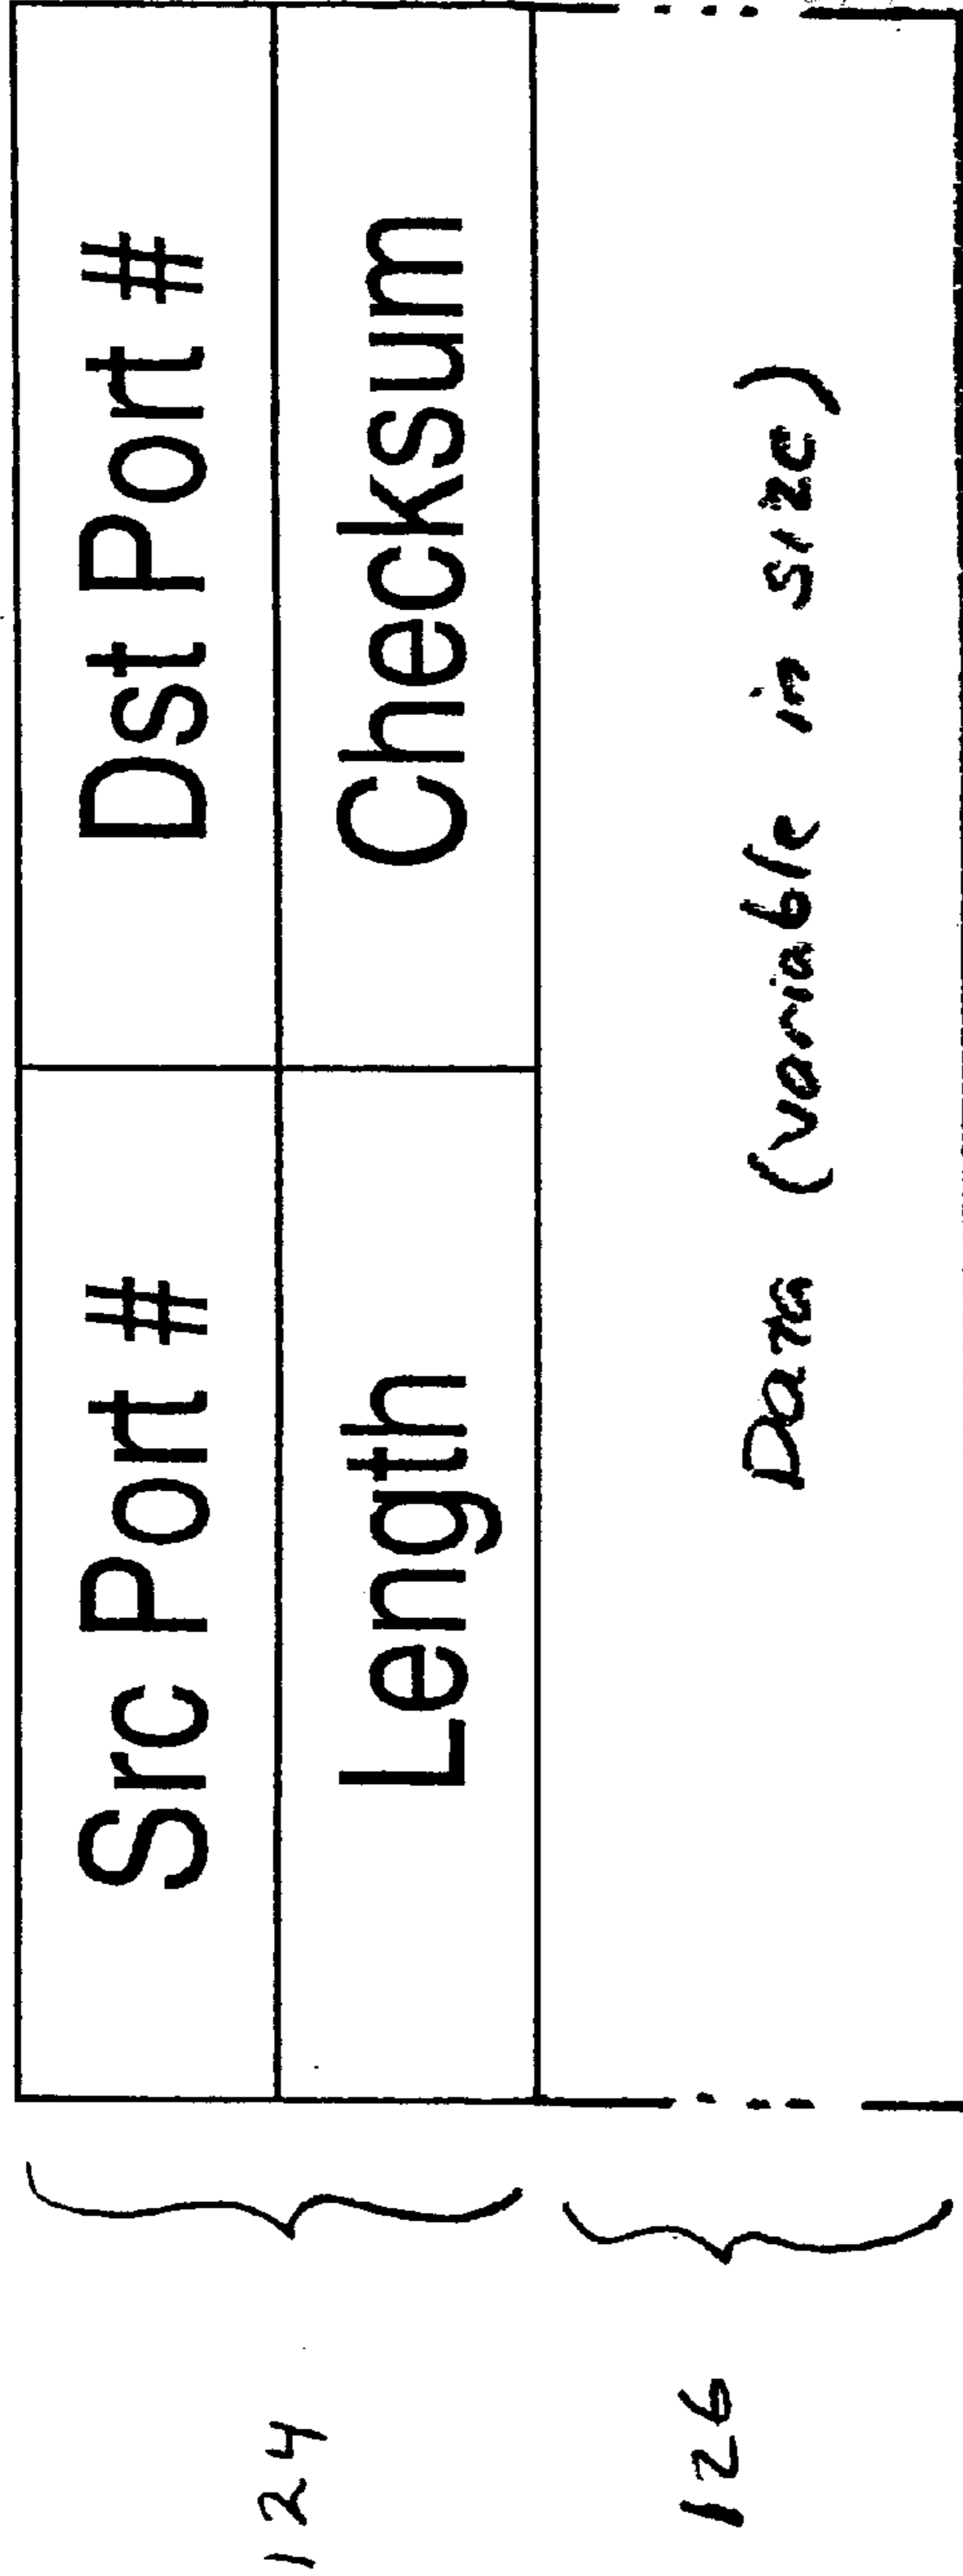 Src Port # Dst Port #
124
Length Checksum
126
Data (variable in size)